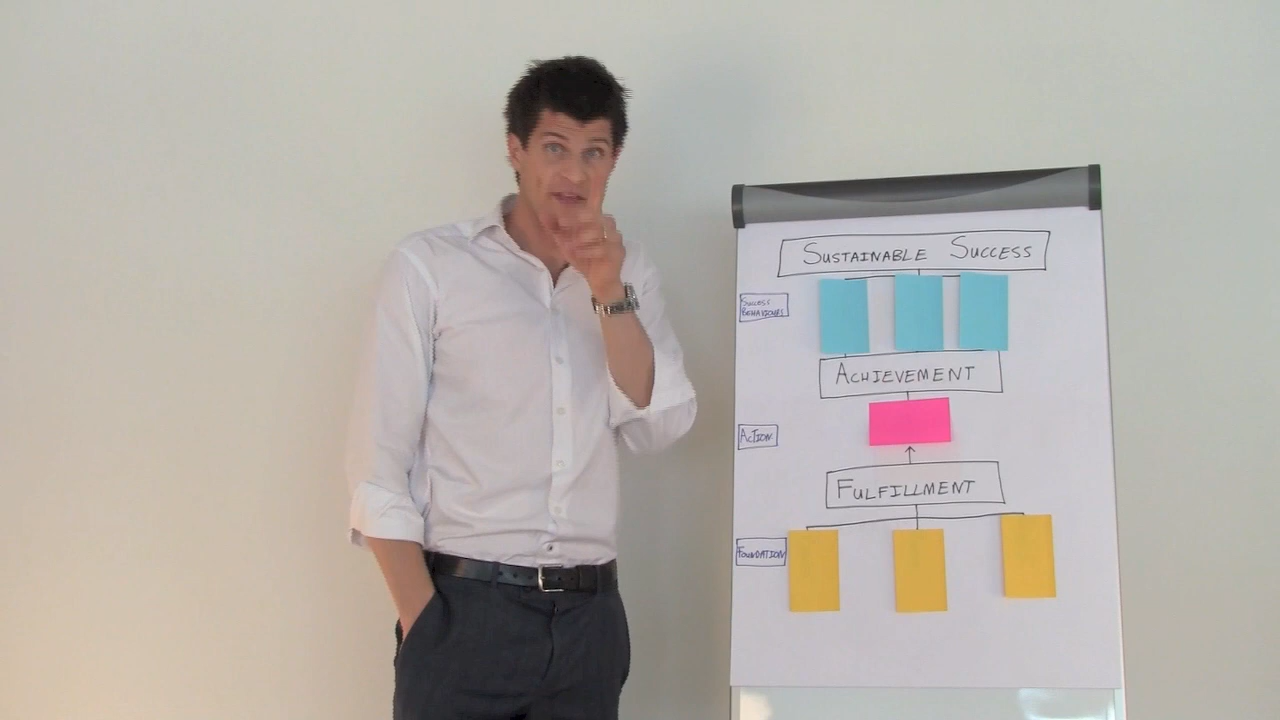 SUSTAINABLE SUCCESS
SUCCESS
BEHAVIOURS
ACHIEVEMENT
ACTION
FULFILLMENT
FOUNDATION